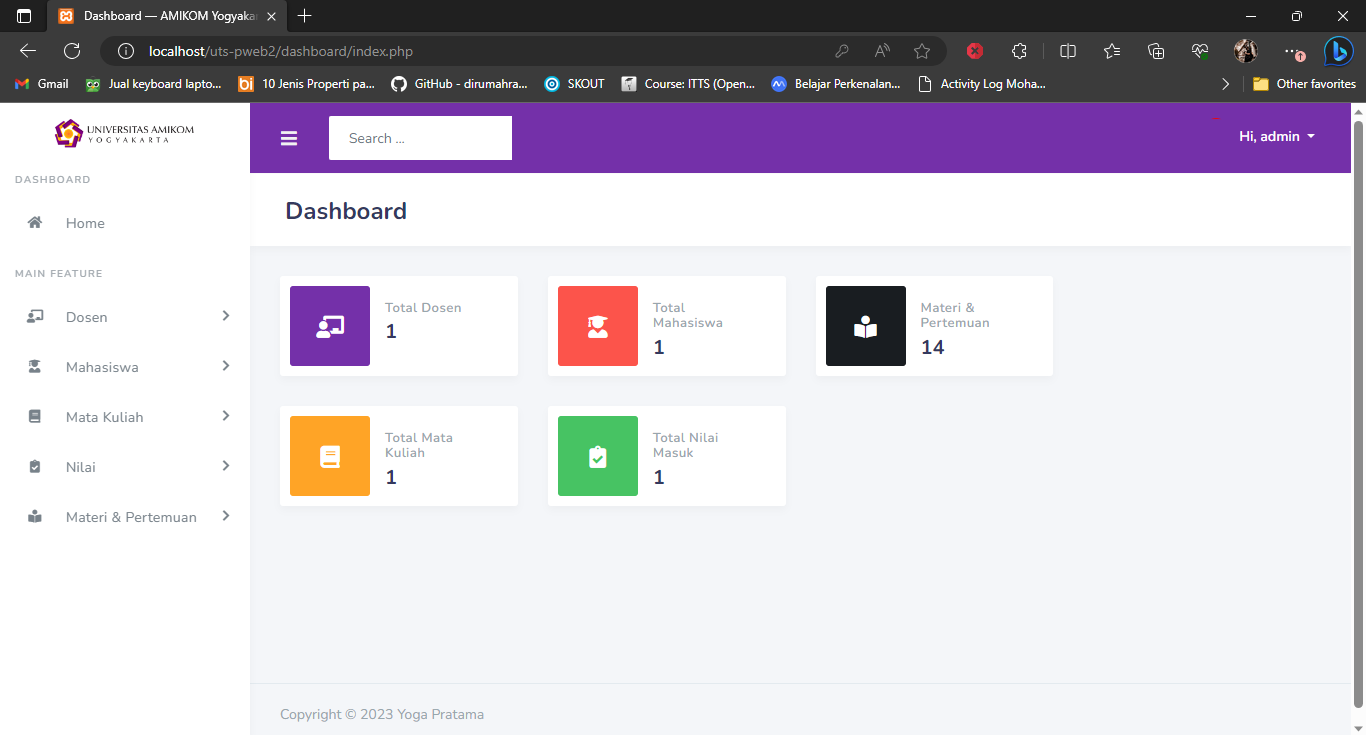 Dashboard — AMIKOM Yogyaka
localhost/uts-pweb2/dashboard/index.php
Gmail
Jual keyboard lapto...
10 Jenis Properti pa...
GitHub - dirumahra...
SKOUT
Course: ITTS (Open...
Belajar Perkenalan...
Activity Log Moha...
Other favorites
UNIVERSITAS AMIKOM
YOGYAKARTA
DASHBOARD
Home
MAIN FEATURE
Dosen
Mahasiswa
Mata Kuliah
Nilai
Materi & Pertemuan
Search ...
Hi, admin
Dashboard
Total Dosen
1
Total
Mahasiswa
1
Materi &
Pertemuan
14
Total Mata
Kuliah
1
Total Nilai
Masuk
1
Copyright © 2023 Yoga Pratama